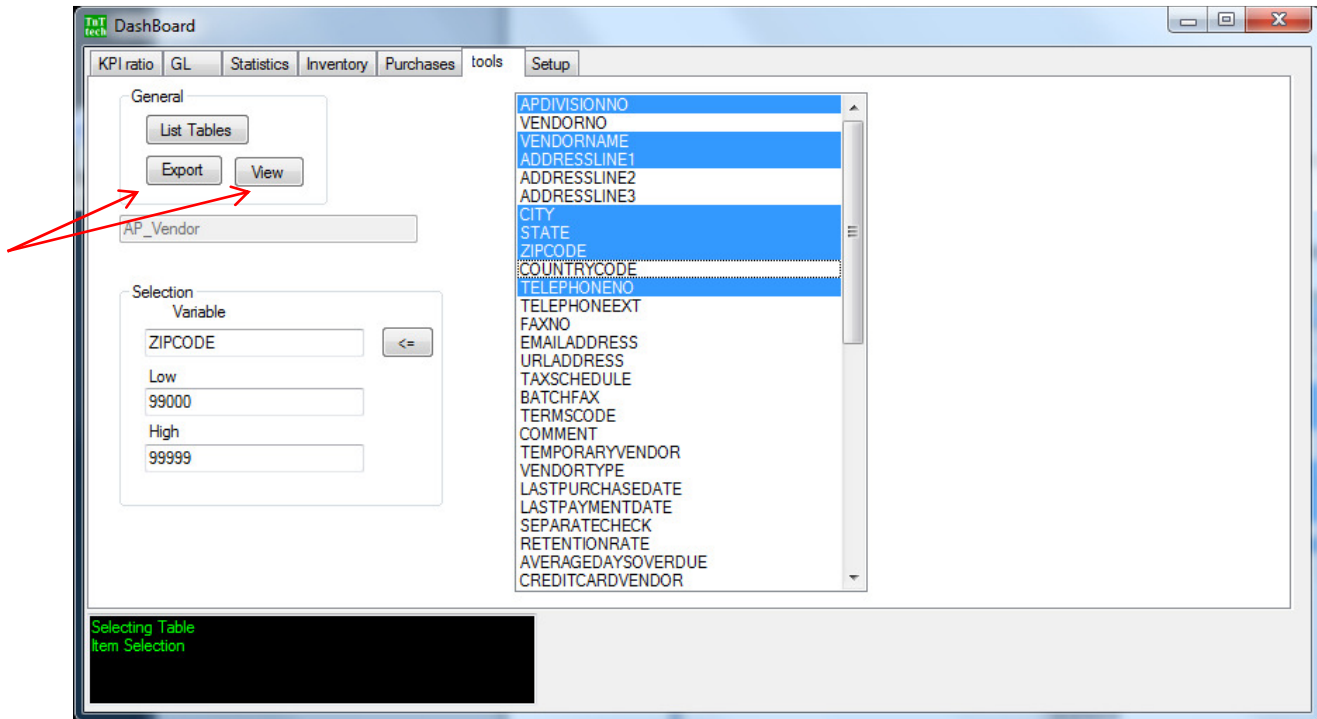 TnT tech DashBoard
KPI ratio GL Statistics Inventory Purchases tools Setup
General
List Tables
Export View
AP_Vendor
Selection
Variable
ZIPCODE <=
Low
99000
High
99999
APDIVISIONNO
VENDORNO
VENDORNAME
ADDRESSLINE1
ADDRESSLINE2
ADDRESSLINE3
CITY
STATE
ZIPCODE
COUNTRYCODE
TELEPHONENO
TELEPHONEEXT
FAXNO
EMAILADDRESS
URLADDRESS
TAXSCHEDULE
BATCHFAX
TERMSCODE
COMMENT
TEMPORARYVENDOR
VENDORTYPE
LASTPURCHASEDATE
LASTPAYMENTDATE
SEPARATECHECK
RETENTIONRATE
AVERAGEDAYSOVERDUE
CREDITCARDVENDOR
Selecting Table
Item Selection